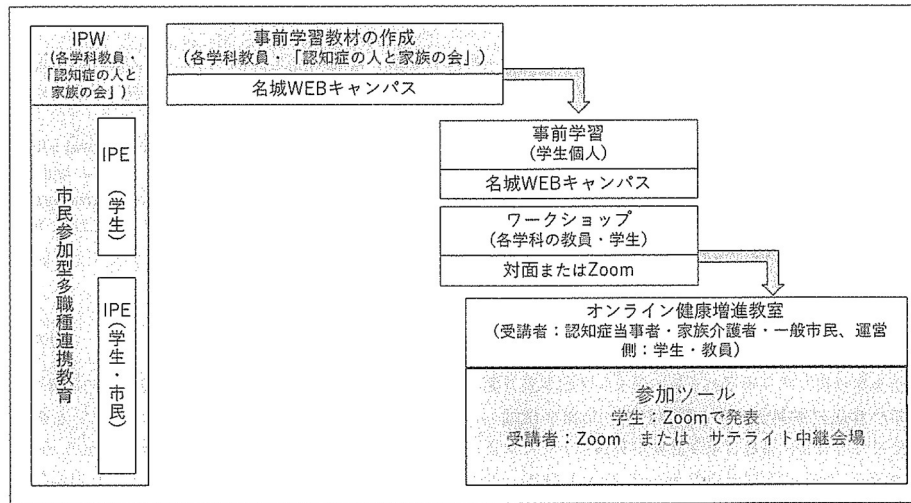 IPW
(各学科教員・
「認知症の人と
家族の会」)
市民参加型多職種連携教育
IPE
(学生)
IPE
(学生・市民)
事前学習教材の作成
(各学科教員・「認知症の人と家族の会」)
名城WEBキャンパス
事前学習
(学生個人)
名城WEBキャンパス
ワークショップ
(各学科の教員・学生)
対面またはZoom
オンライン健康増進教室
(受講者:認知症当事者・家族介護者・一般市民、運営
側:学生・教員)
参加ツール
学生:Zoomで発表
受講者:Zoom または サテライト中継会場